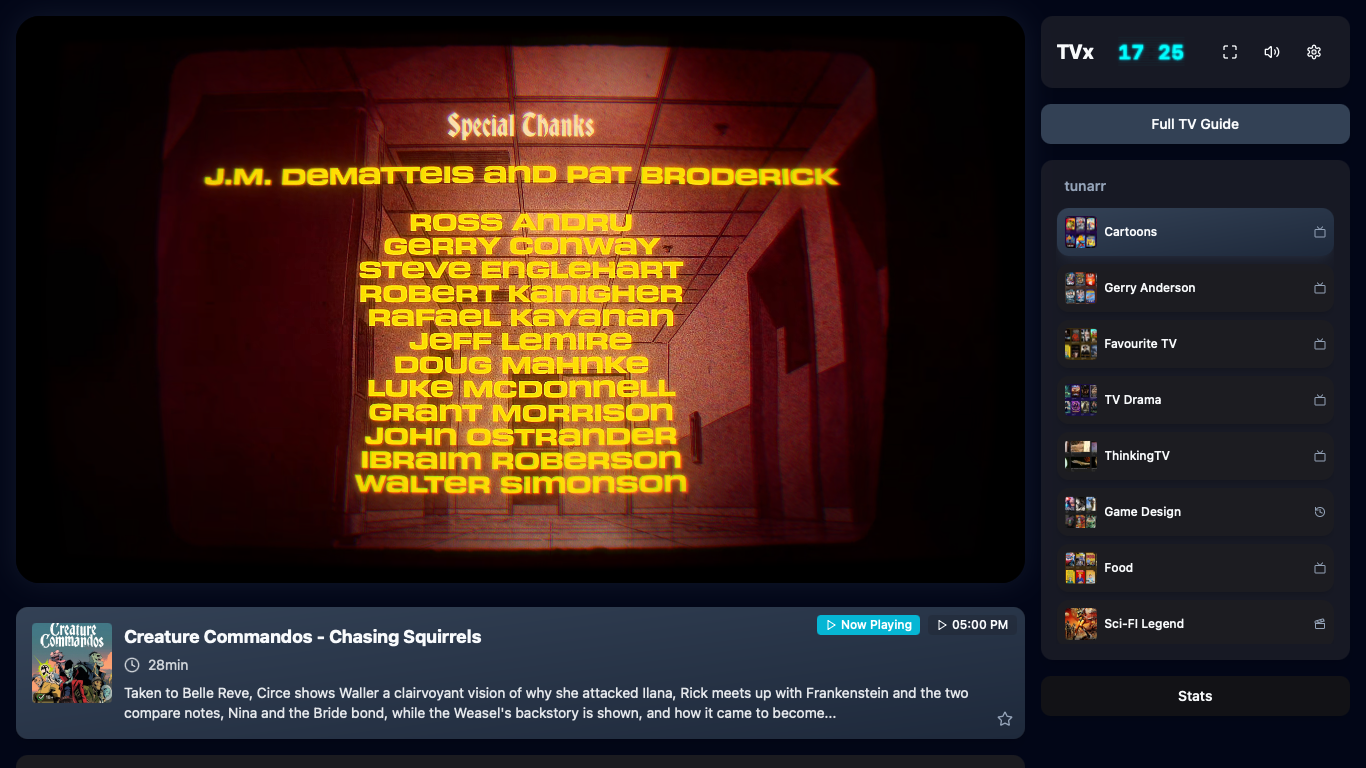 Special Thanks
J.M. DeMatteis and Pat Broderick
Ross Andru
Gerry Conway
Steve Englehart
Robert Kanigher
Rafael Kayanan
Jeff Lemire
Doug Mahnke
Luke McDonnell
Grant Morrison
John Ostrander
Ibraim Roberson
Walter Simonson
Creature Commandos
Creature Commandos - Chasing Squirrels
Now Playing
05:00 PM
28min
Taken to Belle Reve, Circe shows Waller a clairvoyant vision of why she attacked Ilana, Rick meets up with Frankenstein and the two
compare notes, Nina and the Bride bond, while the Weasel's backstory is shown, and how it came to become...
TVx 17 25
Full TV Guide
tunarr
Cartoons
Gerry Anderson
Favourite TV
TV Drama
ThinkingTV
Game Design
Food
Sci-FI Legend
Stats